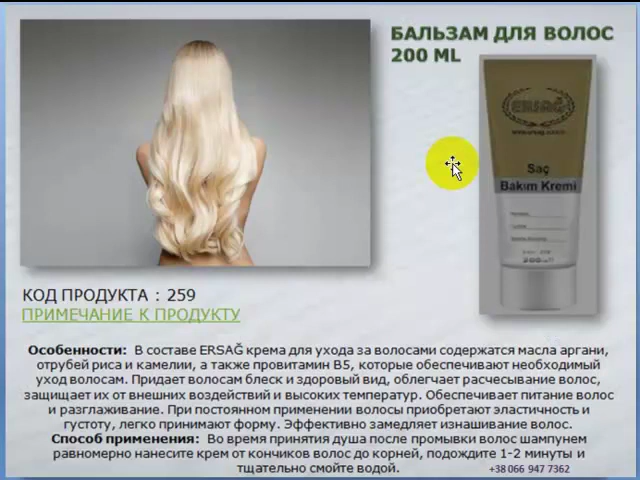 БАЛЬЗАМ ДЛЯ ВОЛОС
200 ML
ERSAĞ
Saç
Bakım Kremi
КОД ПРОДУКТА : 259
ПРИМЕЧАНИЕ К ПРОДУКТУ
Особенности: В составе ERSAĞ крема для ухода за волосами содержатся масла аргани,
отрубей риса и камелии, а также провитамин В5, которые обеспечивают необходимый
уход волосам. Придает волосам блеск и здоровый вид, облегчает расчесывание волос,
защищает их от внешних воздействий и высоких температур. Обеспечивает питание волос
и разглаживание. При постоянном применении волосы приобретают эластичность и
густоту, легко принимают форму. Эффективно замедляет изнашивание волос.
Способ применения: Во время принятия душа после промывки волос шампунем
равномерно нанесите крем от кончиков волос до корней, подождите 1-2 минуты и
тщательно смойте водой.
+38 066 947 7362